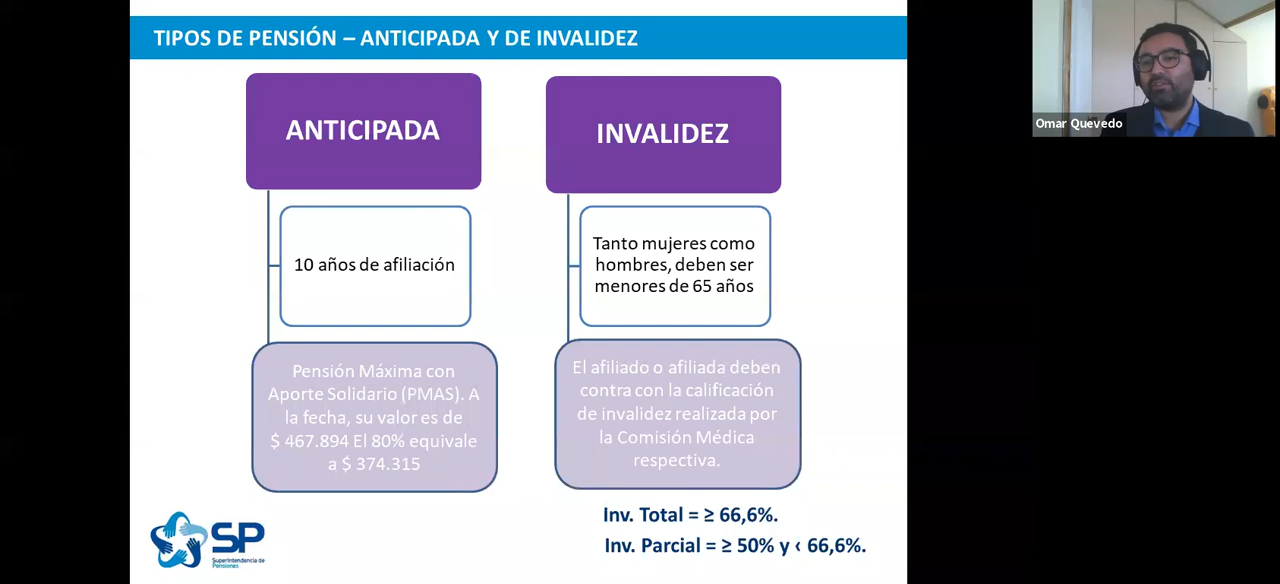 TIPOS DE PENSIÓN – ANTICIPADA Y DE INVALIDEZ
ANTICIPADA
10 años de afiliación
Pensión Máxima con
Aporte Solidario (PMAS). A
la fecha, su valor es de
$ 467.894 El 80% equivale
a $ 374.315
INVALIDEZ
Tanto mujeres como
hombres, deben ser
menores de 65 años
El afiliado o afiliada deben
contra con la calificación
de invalidez realizada por
la Comisión Médica
respectiva.
Inv. Total = ≥ 66,6%.
Inv. Parcial = ≥ 50% y < 66,6%.
SP
Superintendencia de
Pensiones
Omar Quevedo